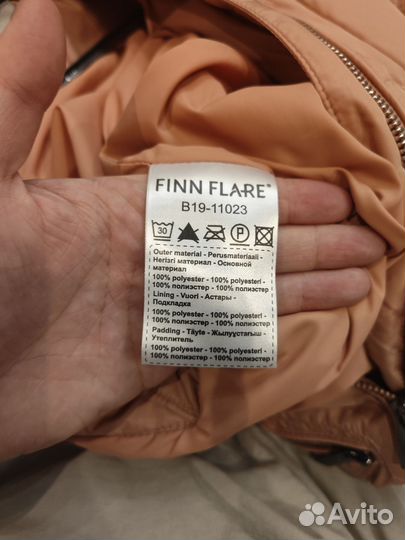 FINN FLARE®
B19-11023
30 P
Outer material - Perusmateriaali -
Негізгі материал - Основной
материал
100% polyester - 100% polyesteri -
100% полиэстер - 100% полиэстер
Lining - Vuori - Астары -
Подкладка
100% polyester - 100% polyesteri -
100% полиэстер - 100% полиэстер
Padding - Täyte - Жылуұстағыш -
Утеплитель
100% polyester - 100% polyesteri -
100% полиэстер - 100% полиэстер
Avito